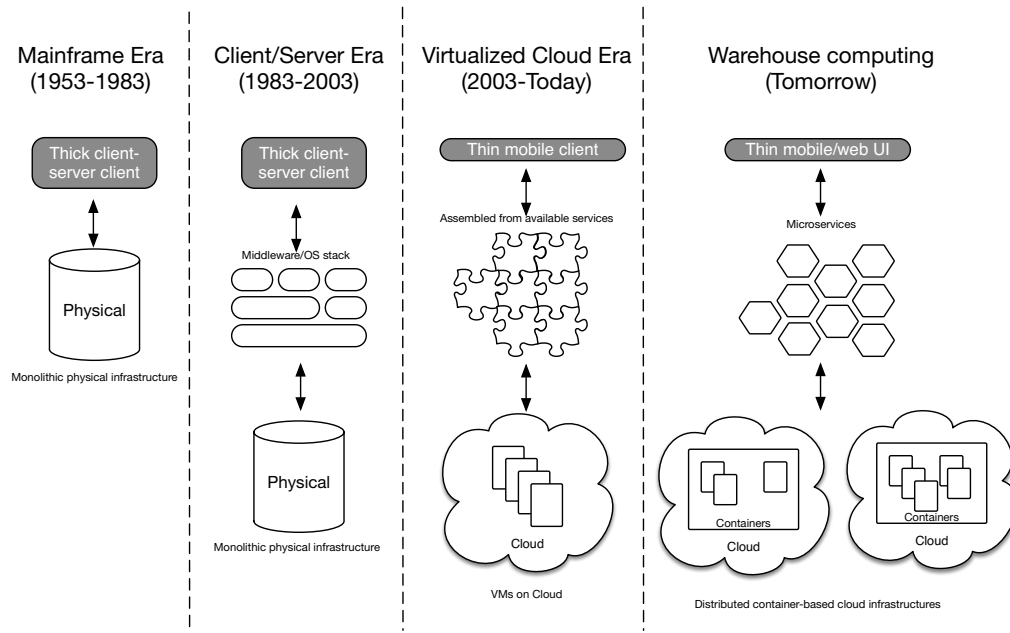 Mainframe Era
(1953-1983)
Thick client-
server client
Physical
Monolithic physical infrastructure
Client/Server Era
(1983-2003)
Thick client-
server client
Middleware/OS stack
Physical
Monolithic physical infrastructure
Virtualized Cloud Era
(2003-Today)
Thin mobile client
Assembled from available services
Cloud
VMs on Cloud
Warehouse computing
(Tomorrow)
Thin mobile/web UI
Microservices
Containers
Cloud
Containers
Cloud
Distributed container-based cloud infrastructures